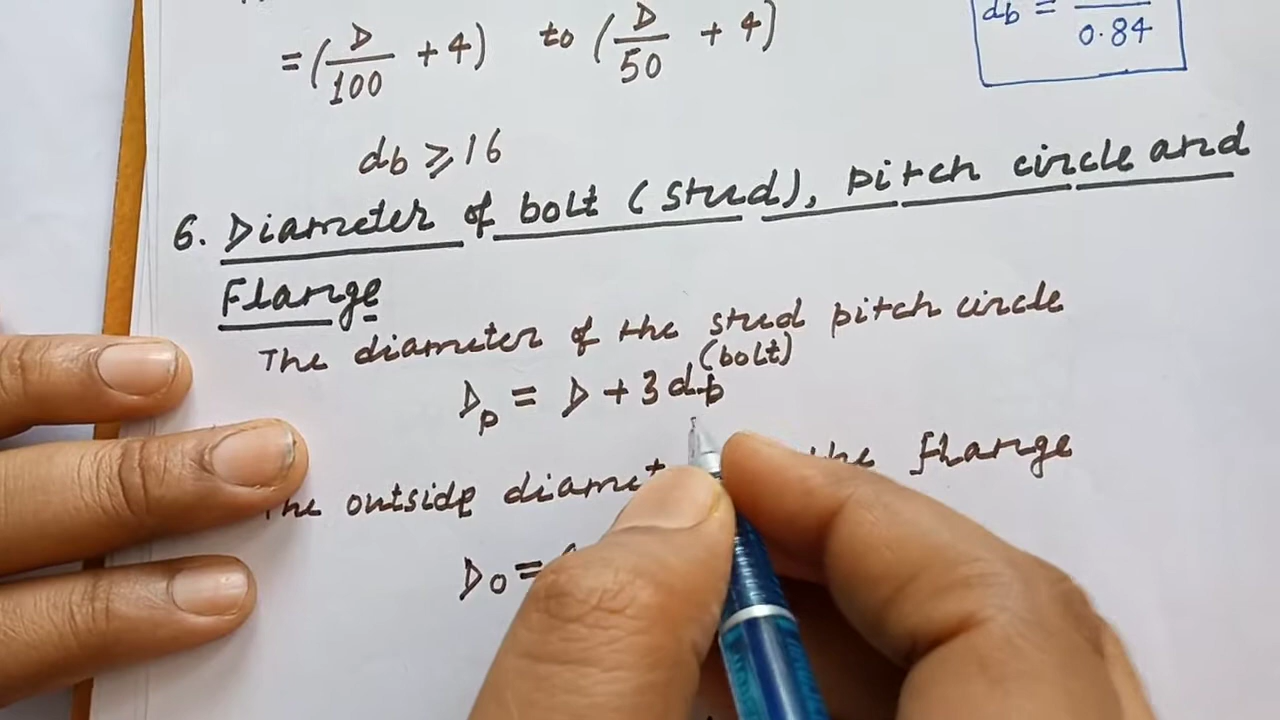 = (D/100 + 4) to (D/50 + 4)
db = /0.84
db ⩾ 16
6. Diameter of bolt (stud), pitch circle and
Flange
The diameter of the stud pitch circle
(bolt)
Dp = D + 3db
The outside the flange
Do =